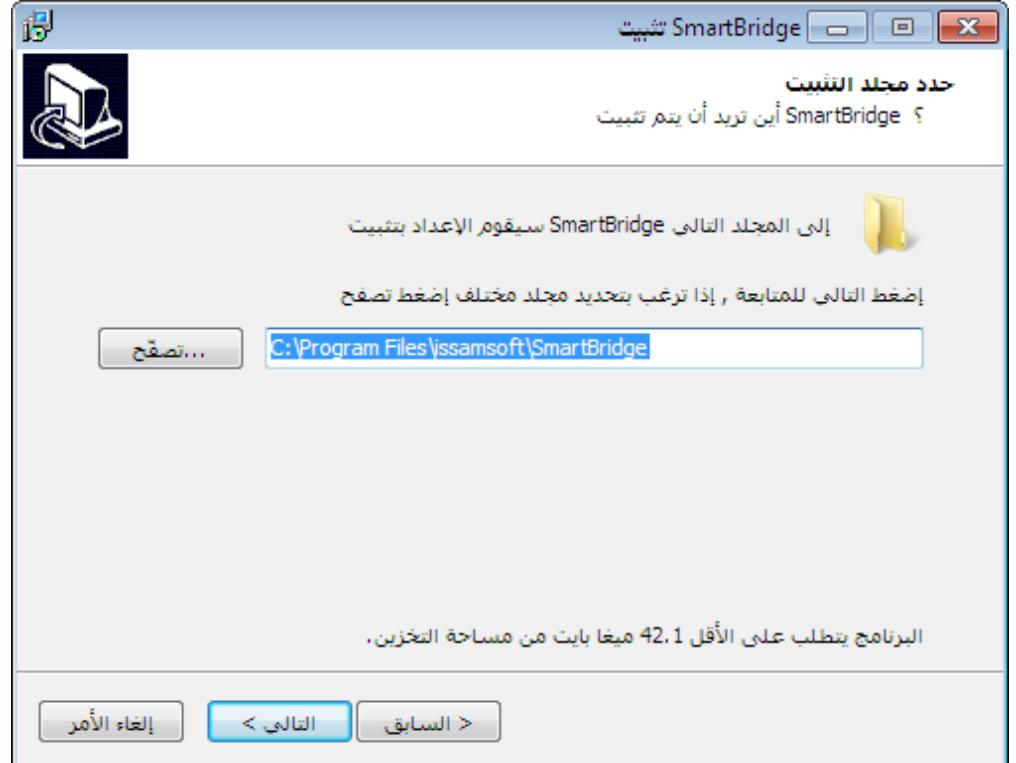 تثبيت SmartBridge
حدد مجلد التثبيت
أين تريد أن يتم تثبيت SmartBridge ؟
سيقوم الإعداد بتثبيت SmartBridge إلى المجلد التالي
إضغط التالي للمتابعة , إذا ترغب بتحديد مجلد مختلف إضغط تصفح
C:\Program Files\jssamsoft\SmartBridge
تصفّح...
البرنامج يتطلب على الأقل 42.1 ميغا بايت من مساحة التخزين.
< السابق
التالي >
إلغاء الأمر